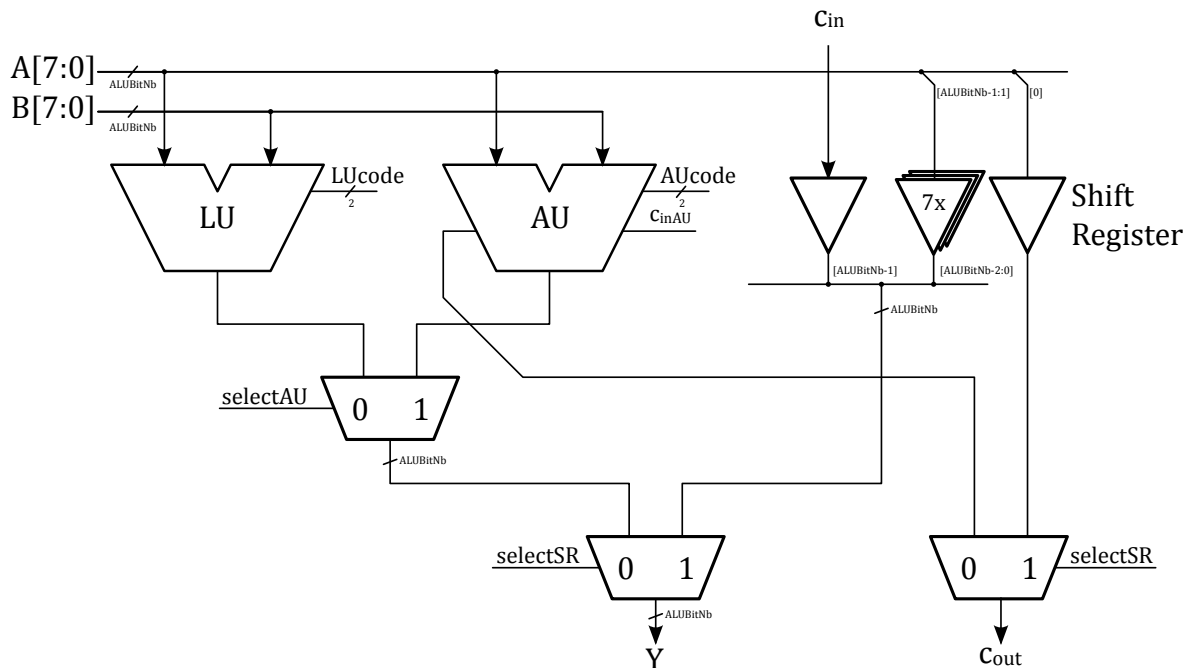 cin
A[7:0]
ALUBitNb
[ALUBitNb-1:1]
[0]
B[7:0]
ALUBitNb
LUcode
2
AUcode
2
LU
AU
cinAU
7x
Shift
Register
[ALUBitNb-1]
[ALUBitNb-2:0]
ALUBitNb
selectAU
0 1
ALUBitNb
selectSR
0 1
0 1
selectSR
ALUBitNb
Y
cout